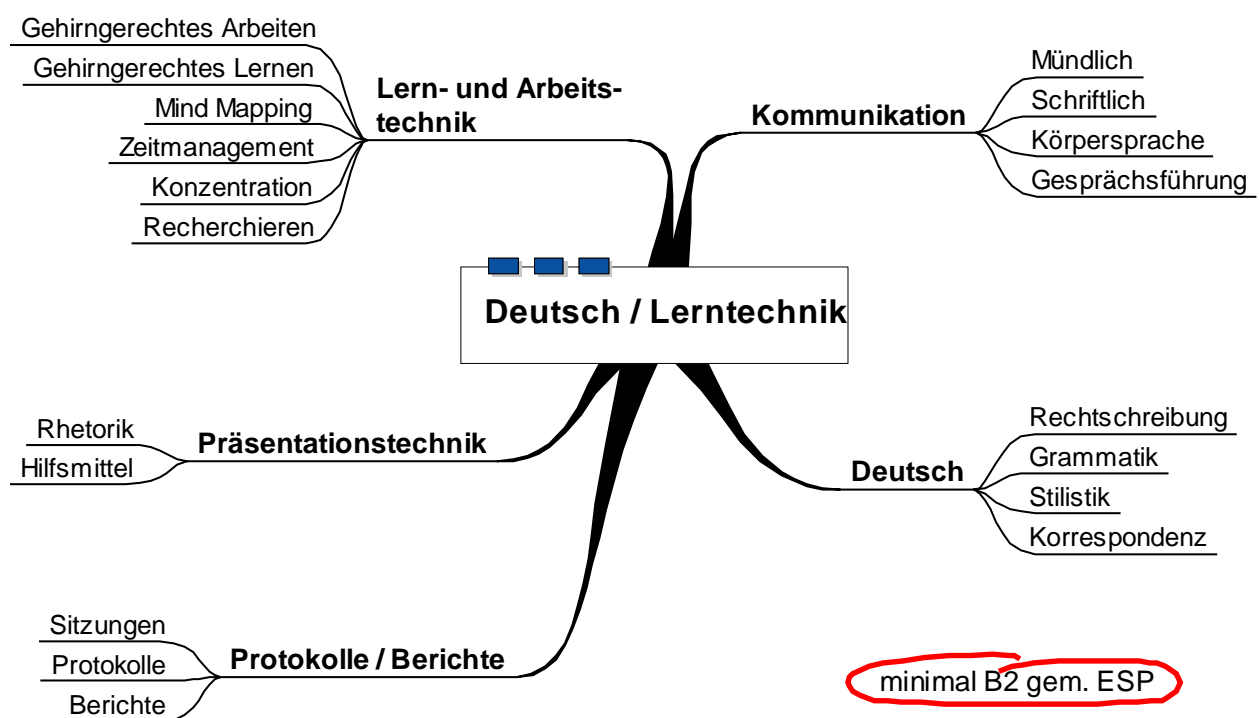 Gehirngerechtes Arbeiten
Gehirngerechtes Lernen
Mind Mapping
Zeitmanagement
Konzentration
Recherchieren
Lern- und Arbeits-
technik
Kommunikation
Mündlich
Schriftlich
Körpersprache
Gesprächsführung
Deutsch / Lerntechnik
Rhetorik
Hilfsmittel
Präsentationstechnik
Deutsch
Rechtschreibung
Grammatik
Stilistik
Korrespondenz
Sitzungen
Protokolle
Berichte
Protokolle / Berichte
minimal B2 gem. ESP